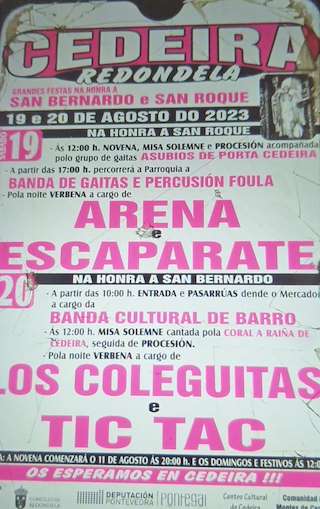 CEDEIRA
REDONDELA
GRANDES FESTAS NA HONRA A
SAN BERNARDO e SAN ROQUE
19 e 20 DE AGOSTO DO 2023
NA HONRA A SAN ROQUE
19
- Ás 12:00 h. NOVENA, MISA SOLEMNE e PROCESIÓN acompañada
polo grupo de gaitas ASUBIOS DE PORTA CEDEIRA
- A partir das 17:00 h. percorrerá a Parroquia a
BANDA DE GAITAS E PERCUSIÓN FOULA
- Pola noite VERBENA a cargo de
ARENA
e
ESCAPARATE
20
NA HONRA A SAN BERNARDO
- A partir das 10:00 h. ENTRADA e PASARRÚAS dende o Mercadoi
a cargo da
BANDA CULTURAL DE BARRO
- Ás 12:00 h. MISA SOLEMNE cantada pola CORAL A RAIÑA DE
CEDEIRA, seguida de PROCESIÓN.
- Pola noite VERBENA a cargo de
LOS COLEGUITAS
e
TIC TAC
A: A NOVENA COMENZARÁ O 11 DE AGOSTO ÁS 20:00 h. E OS DOMINGOS E FESTIVOS ÁS 12:0
OS ESPERAMOS EN CEDEIRA !!!
DEPUTACIÓN
PONTEVEDRA
Centro Cultural
de Cedeira
Comunidad
Montes de